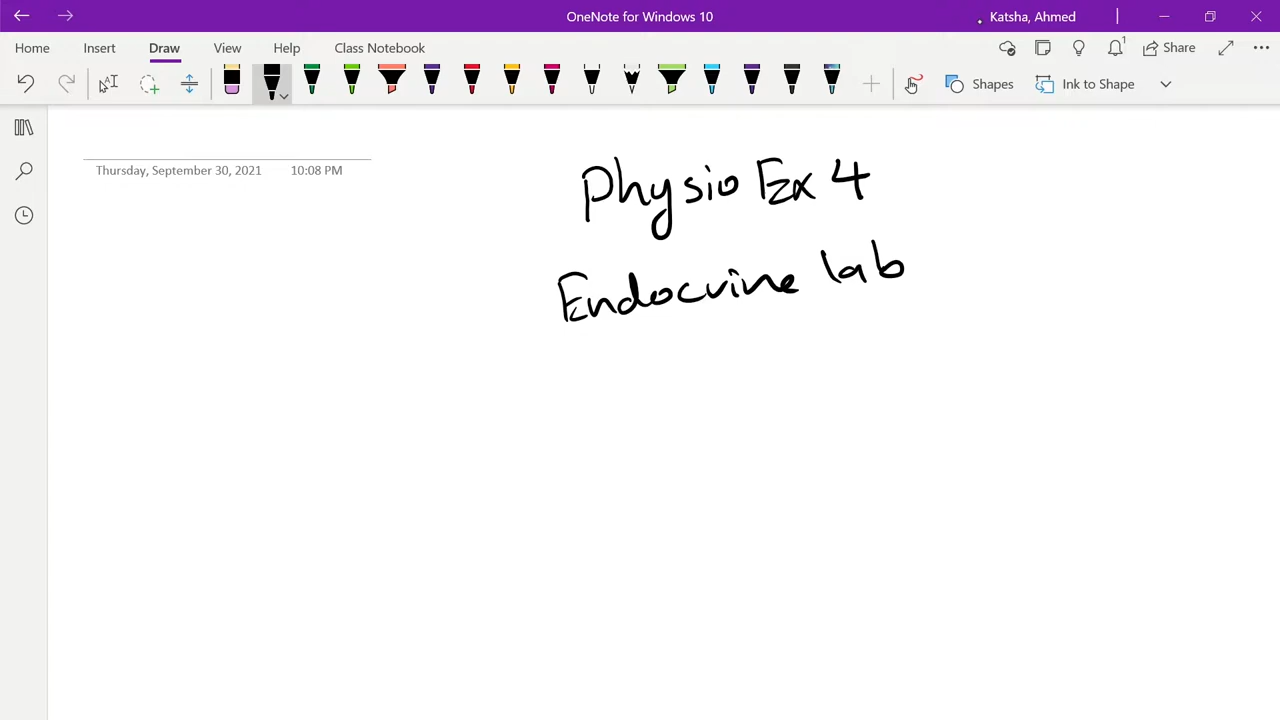 OneNote for Windows 10
Katsha, Ahmed
Home Insert Draw View Help Class Notebook
1
Share
Shapes
Ink to Shape
Thursday, September 30, 2021 10:08 PM
Physio Ex 4
Endocrine lab